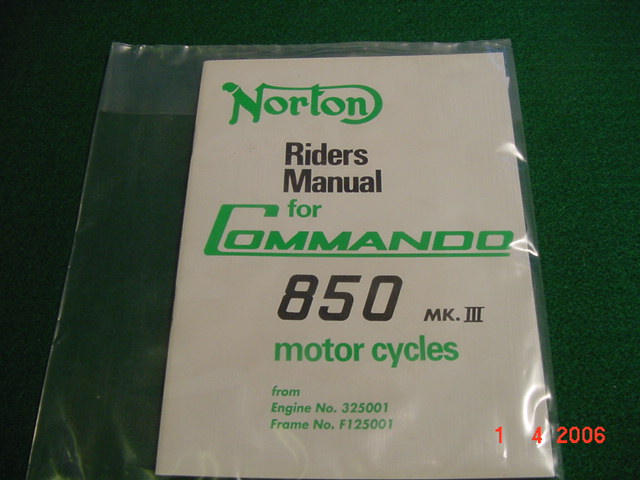 Norton
Riders
Manual
for
COMMANDO
850 MK. III
motor cycles
from
Engine No. 325001
Frame No. F125001
1 4 2006